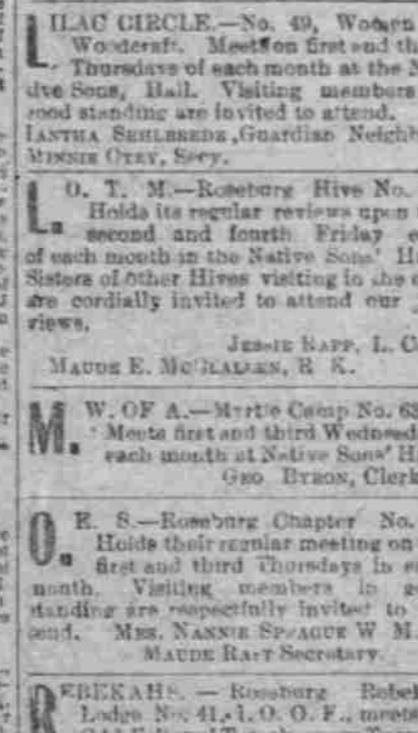 LILAC CIRCLE.—No. 49, Women
Woodcraft. Meets on first and
Thursdays of each month at the
Sons, Hall. Visiting members
good standing are invited to attend.
IANTHA SEHLBREDE, Guardian Neighb
MINNIE OTEY, Secy.
L. O. T. M.—Roseburg Hive No.
Holds its regular reviews upon
second and fourth Friday
of each month in the Native Sons' H
Sisters of other Hives visiting in the
are cordially invited to attend our
views.
JESSIE RAPP, L. C
MAUDE E. R K.
M. W. OF A.—Myrtle Camp No. 6
Meets first and third Wednesd
each month at Native Sons' H
GEO BYRON, Clerk
O. E. S.—Roseburg Chapter No.
Holds their regular meeting on
first and third Thursdays in
month. Visiting members in
standing are respectfully invited to
tend. MRS. NANNIE SPRAGUE W M
MAUDE RAST Secretary.
REBEKAHS. — Roseburg Rebek
Lodge No. 41, I. O. O. F., meets